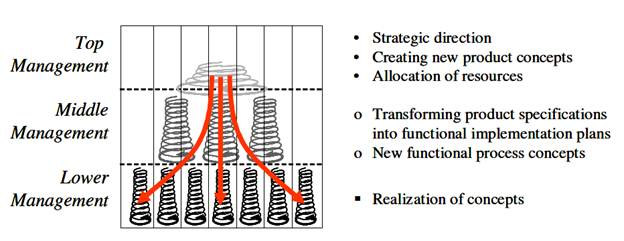 Top
Management
• Strategic direction
• Creating new product concepts
• Allocation of resources
Middle
Management
o Transforming product specifications
into functional implementation plans
o New functional process concepts
Lower
Management
▪ Realization of concepts